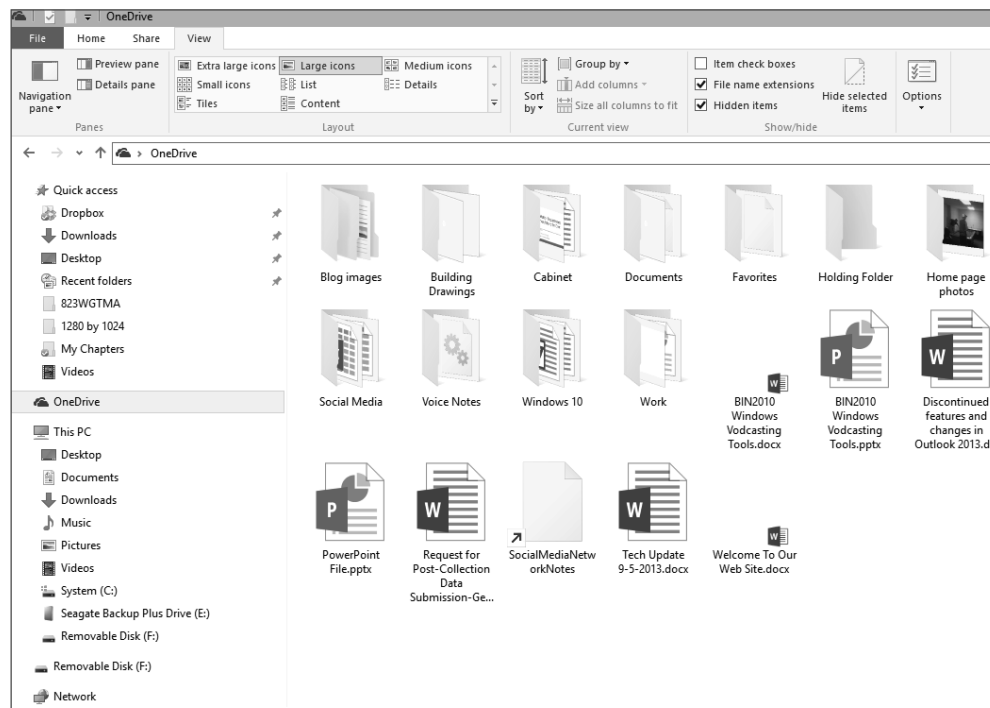 OneDrive
File Home Share View
Preview pane
Details pane
Navigation pane
Panes
Extra large icons Large icons Medium icons
Small icons List Details
Tiles Content
Layout
Sort by
Group by
Add columns
Size all columns to fit
Current view
Item check boxes
File name extensions
Hidden items
Hide selected items
Show/hide
Options
OneDrive
Quick access
Dropbox
Downloads
Desktop
Recent folders
823WGTMA
1280 by 1024
My Chapters
Videos
OneDrive
This PC
Desktop
Documents
Downloads
Music
Pictures
Videos
System (C:)
Seagate Backup Plus Drive (E:)
Removable Disk (F:)
Removable Disk (F:)
Network
Blog images
Building
Drawings
Cabinet
Documents
Favorites
Holding Folder
Home page
photos
Social Media
Voice Notes
Windows 10
Work
BIN2010
Windows
Vodcasting
Tools.docx
BIN2010
Windows
Vodcasting
Tools.pptx
Discontinued
features and
changes in
Outlook 2013.d
PowerPoint
File.pptx
Request for
Post-Collection
Data
Submission-Ge...
SocialMediaNetw
orkNotes
Tech Update
9-5-2013.docx
Welcome To Our
Web Site.docx